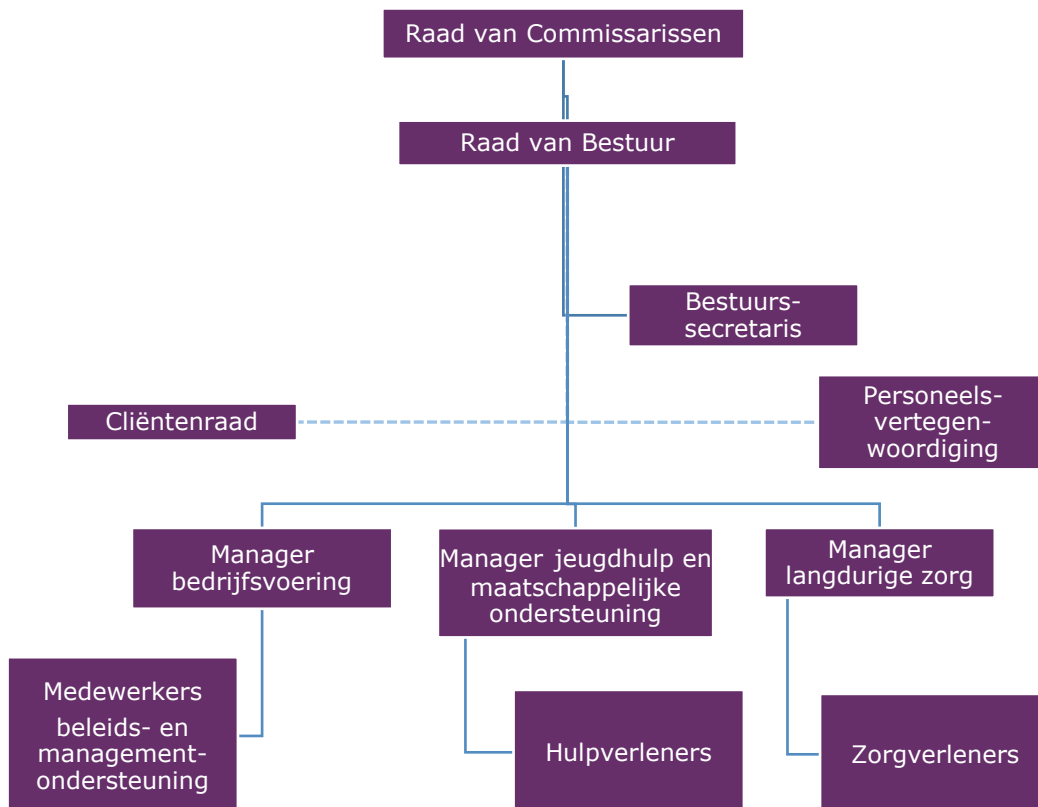 Raad van Commissarissen
Raad van Bestuur
Bestuurs-
secretaris
Cliëntenraad
Personeels-
vertegen-
woordiging
Manager
bedrijfsvoering
Manager jeugdhulp en
maatschappelijke
ondersteuning
Manager
langdurige zorg
Medewerkers
beleids- en
management-
ondersteuning
Hulpverleners
Zorgverleners